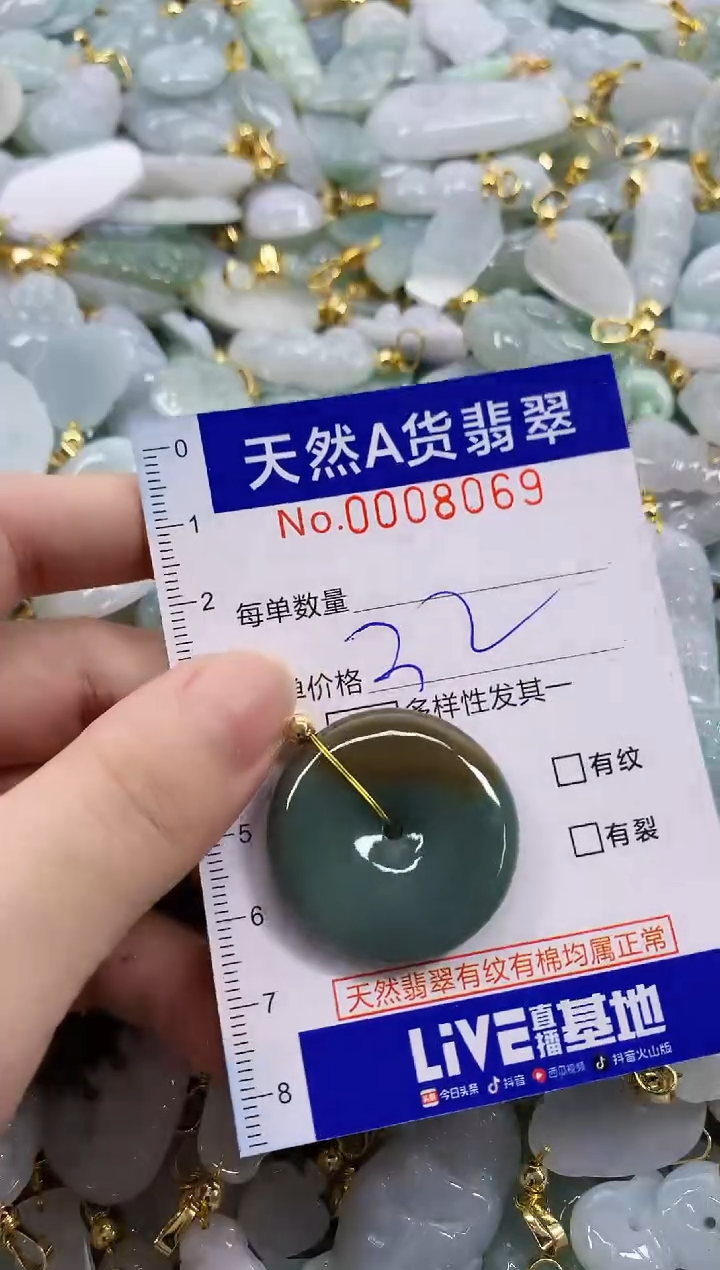 天然A货翡翠
No.0008069
0
1
2
5
6
7
8
每单数量
32
单价格
多样性发其一
有纹
有裂
天然翡翠有纹有棉均属正常
LiVE直播基地
头条 今日头条 抖音 西瓜视频 抖音火山版